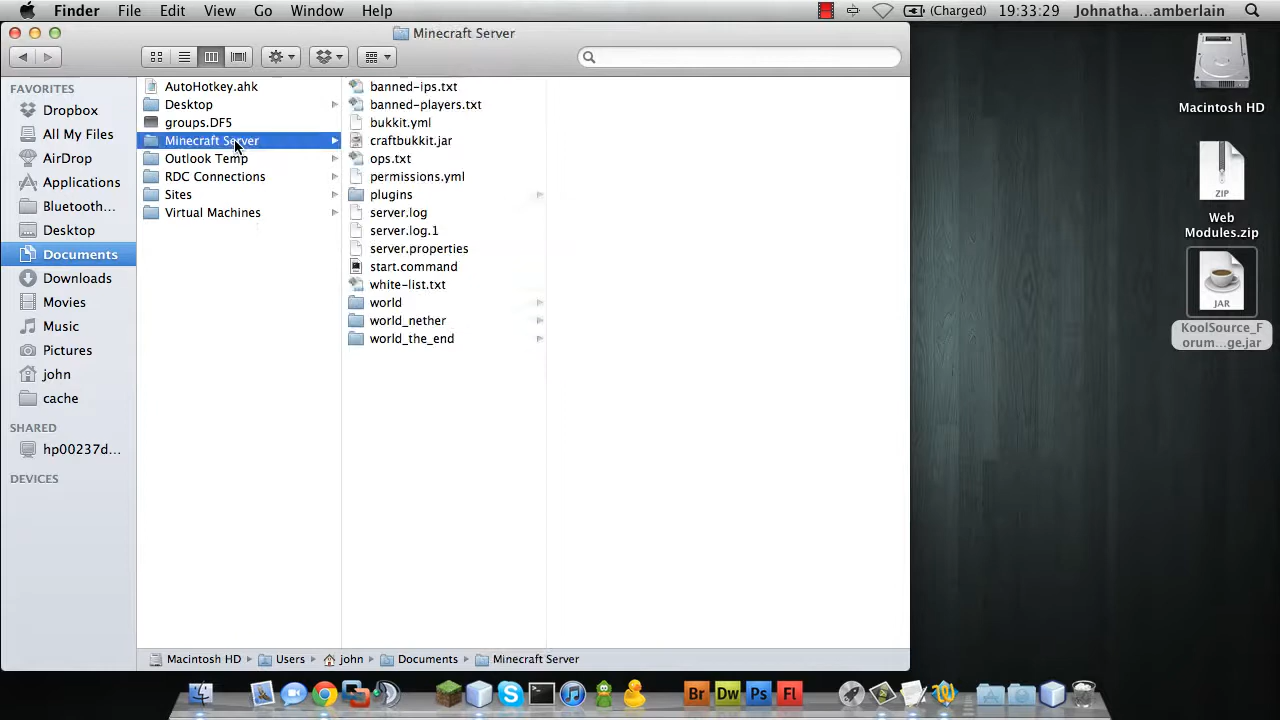 Finder File Edit View Go Window Help (Charged) 19:33:29 Johnatha...amberlain
Minecraft Server
FAVORITES
Dropbox
All My Files
AirDrop
Applications
Bluetooth...
Desktop
Documents
Downloads
Movies
Music
Pictures
john
cache
SHARED
hp00237d...
DEVICES
AutoHotkey.ahk
Desktop
groups.DF5
Minecraft Server
Outlook Temp
RDC Connections
Sites
Virtual Machines
banned-ips.txt
banned-players.txt
bukkit.yml
craftbukkit.jar
ops.txt
permissions.yml
plugins
server.log
server.log.1
server.properties
start.command
white-list.txt
world
world_nether
world_the_end
Macintosh HD Users john Documents Minecraft Server
Macintosh HD
ZIP
Web
Modules.zip
JAR
KoolSource_F
orum...ge.jar
Br Dw Ps Fl